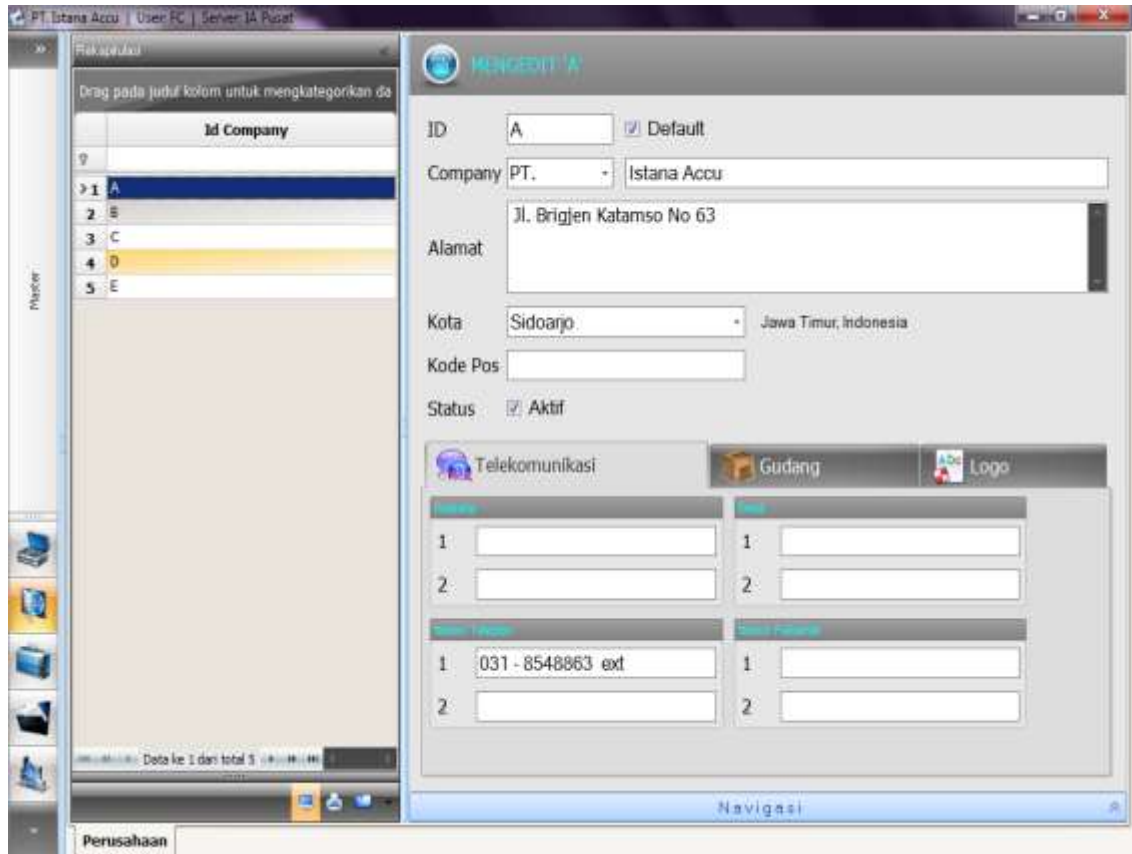 PT. Istana Accu | User: FC | Server: IA Pusat
Rekapitulasi
Drag pada judul kolom untuk mengkategorikan da
Id Company
1 A
2 B
3 C
4 D
5 E
Data ke 1 dari total 5
Master
Perusahaan
MENGEDIT 'A'
ID A Default
Company PT. Istana Accu
Alamat Jl. Brigjen Katamso No 63
Kota Sidoarjo Jawa Timur, Indonesia
Kode Pos
Status Aktif
Telekomunikasi Gudang Logo
1 1
2 2
1 031 - 8548863 ext 1
2 2
Navigasi